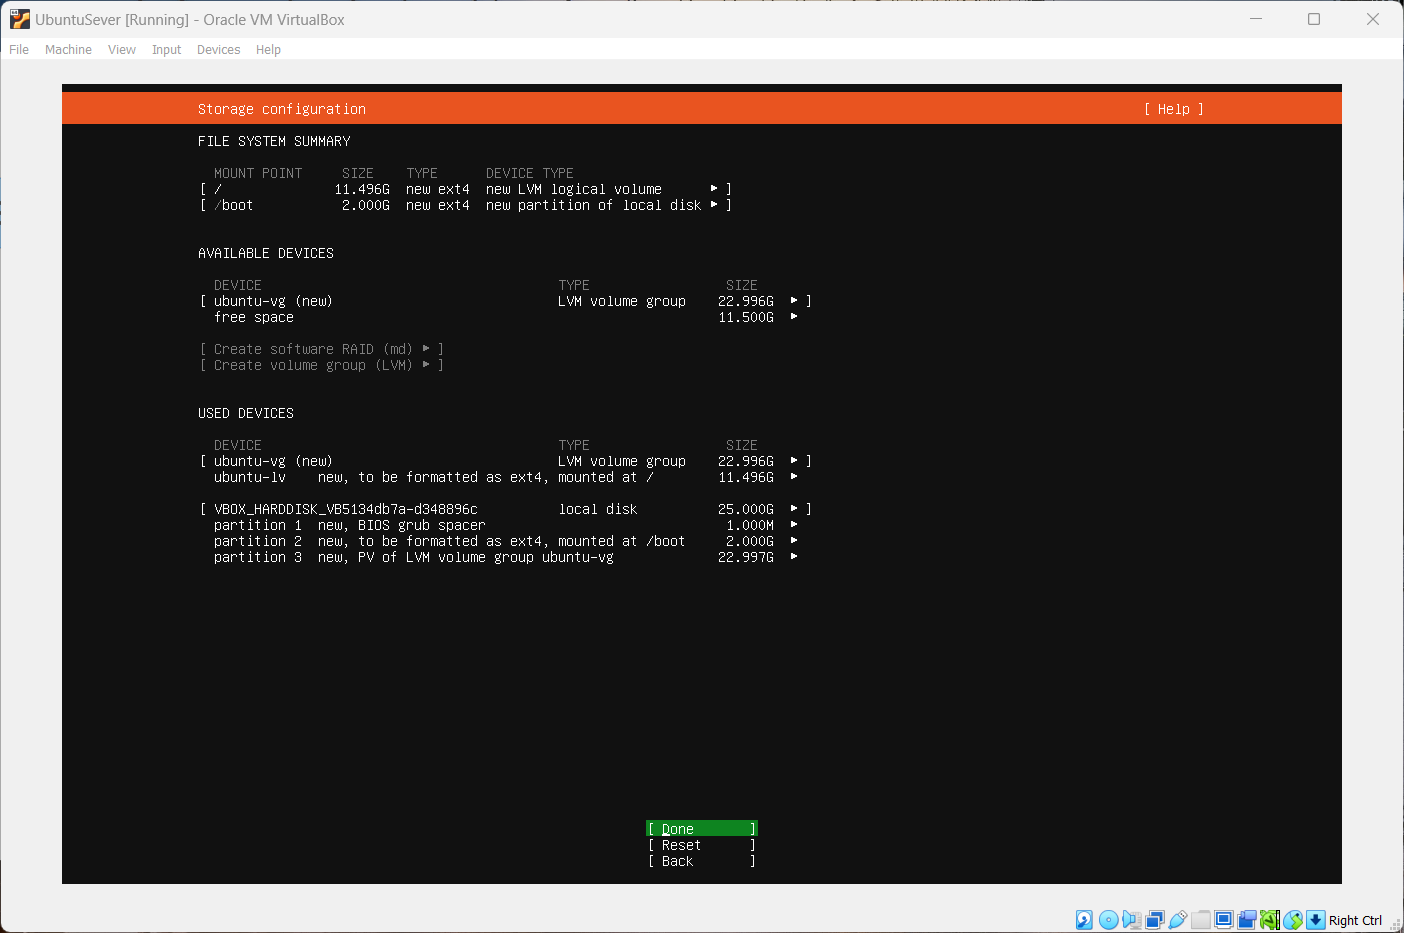 UbuntuSever [Running] - Oracle VM VirtualBox
File Machine View Input Devices Help
Storage configuration [ Help ]
FILE SYSTEM SUMMARY
MOUNT POINT SIZE TYPE DEVICE TYPE
[ / 11.496G new ext4 new LVM logical volume ▸ ]
[ /boot 2.000G new ext4 new partition of local disk ▸ ]
AVAILABLE DEVICES
DEVICE TYPE SIZE
[ ubuntu-vg (new) LVM volume group 22.996G ▸ ]
free space 11.500G ▸
[ Create software RAID (md) ▸ ]
[ Create volume group (LVM) ▸ ]
USED DEVICES
DEVICE TYPE SIZE
[ ubuntu-vg (new) LVM volume group 22.996G ▸ ]
ubuntu-lv new, to be formatted as ext4, mounted at / 11.496G ▸
[ VBOX_HARDDISK_VB5134db7a-d348896c local disk 25.000G ▸ ]
partition 1 new, BIOS grub spacer 1.000M ▸
partition 2 new, to be formatted as ext4, mounted at /boot 2.000G ▸
partition 3 new, PV of LVM volume group ubuntu-vg 22.997G ▸
[ Done ]
[ Reset ]
[ Back ]
Right Ctrl